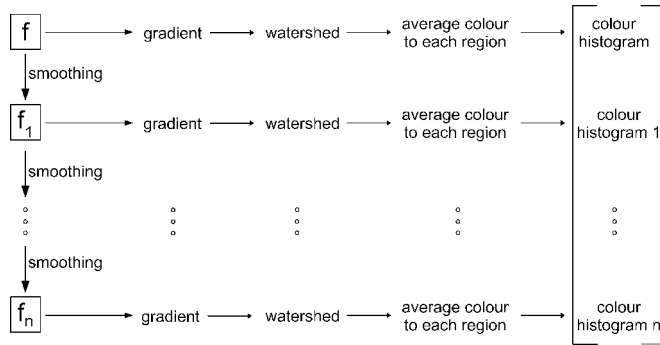 f
gradient
watershed
average colour
to each region
colour
histogram
smoothing
f1
gradient
watershed
average colour
to each region
colour
histogram 1
smoothing
smoothing
fn
gradient
watershed
average colour
to each region
colour
histogram n